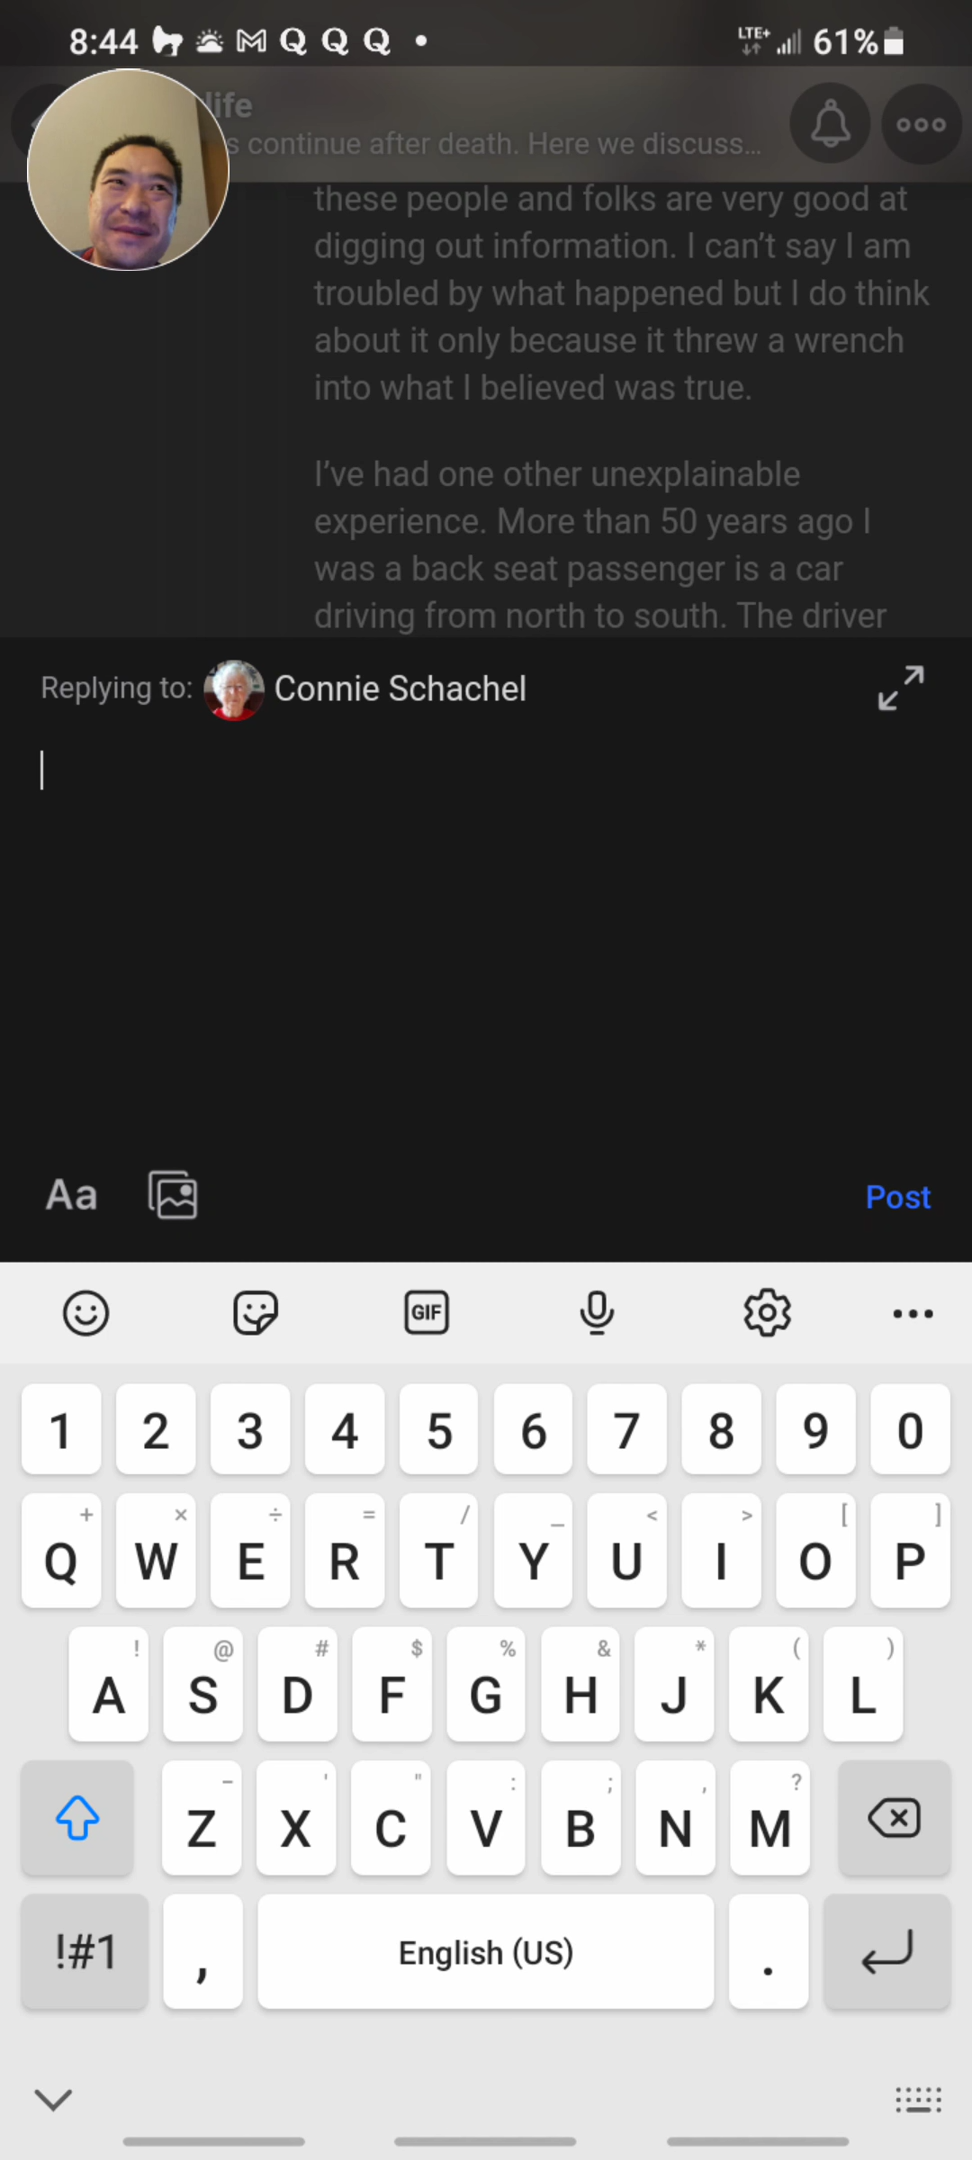 8:44 M Q Q Q LTE+ 61%
life
s continue after death. Here we discuss...
these people and folks are very good at
digging out information. I can’t say I am
troubled by what happened but I do think
about it only because it threw a wrench
into what I believed was true.
I’ve had one other unexplainable
experience. More than 50 years ago I
was a back seat passenger is a car
driving from north to south. The driver
Replying to: Connie Schachel
Aa Post
GIF
1 2 3 4 5 6 7 8 9 0
+ × ÷ = / _ < > [ ]
Q W E R T Y U I O P
! @ # $ % & * ( )
A S D F G H J K L
- ' " : ; , ?
Z X C V B N M
!#1 , English (US) .